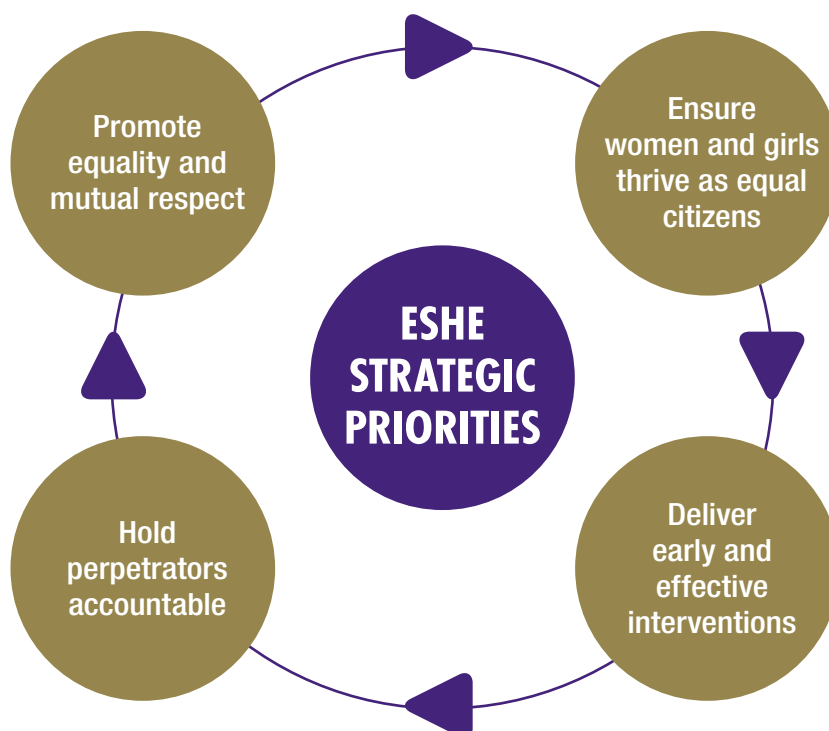 Promote
equality and
mutual respect
Ensure
women and girls
thrive as equal
citizens
ESHE
STRATEGIC
PRIORITIES
Hold
perpetrators
accountable
Deliver
early and
effective
interventions